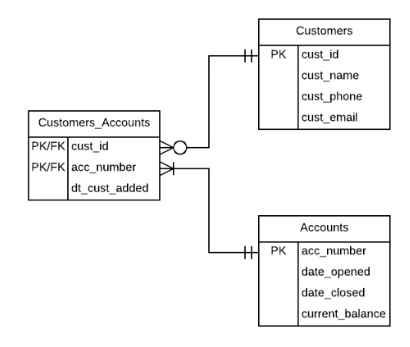 Customers
PK cust_id
cust_name
cust_phone
cust_email
Customers_Accounts
PK/FK cust_id
PK/FK acc_number
dt_cust_added
Accounts
PK acc_number
date_opened
date_closed
current_balance